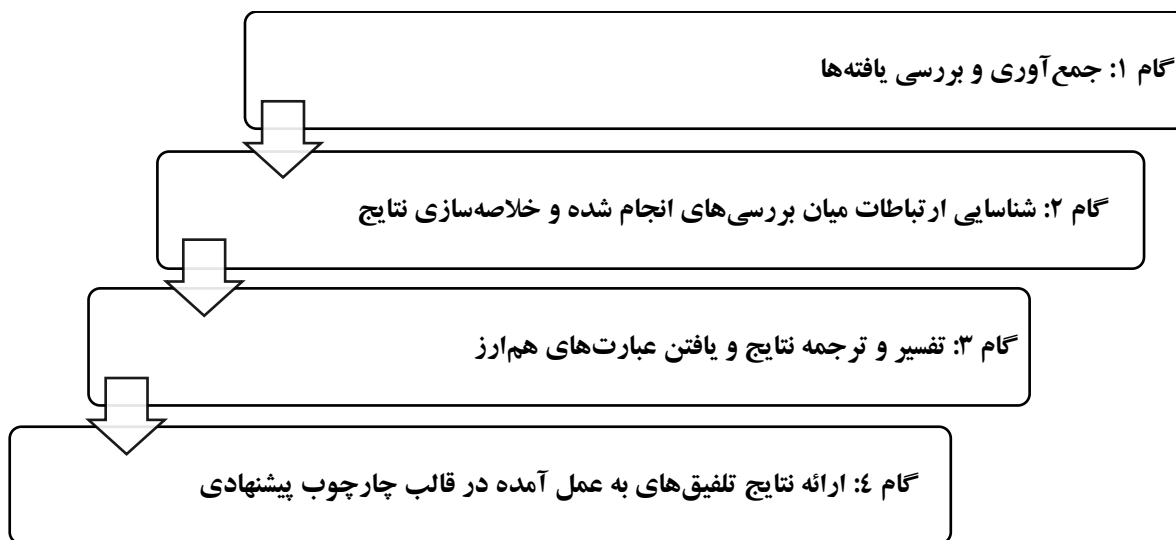 گام ۱: جمع‌آوری و بررسی یافته‌ها
گام ۲: شناسایی ارتباطات میان بررسی‌های انجام شده و خلاصه‌سازی نتایج
گام ۳: تفسیر و ترجمه نتایج و یافتن عبارت‌های هم‌ارز
گام ٤: ارائه نتایج تلفیق‌های به عمل آمده در قالب چارچوب پیشنهادی